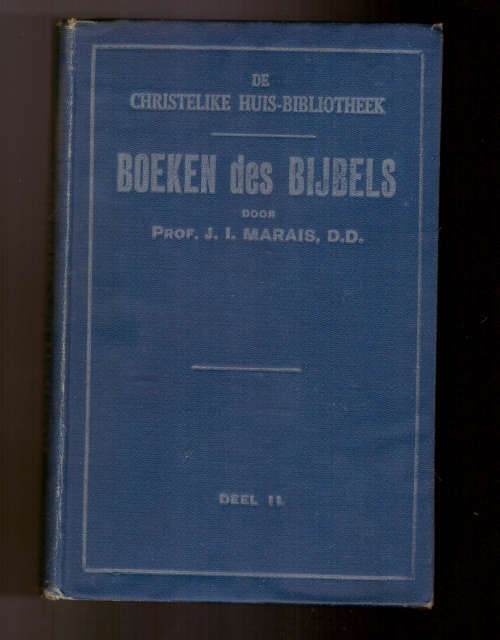 DE
CHRISTELIKE HUIS-BIBLIOTHEEK
BOEKEN des BIJBELS
DOOR
PROF. J. I. MARAIS, D.D.
DEEL II.